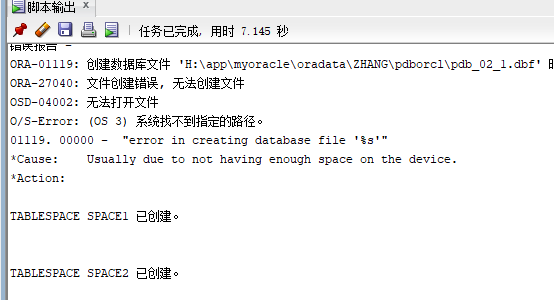 脚本输出 x
任务已完成, 用时 7.145 秒
错误报告 -
ORA-01119: 创建数据库文件 'H:\app\myoracle\oradata\ZHANG\pdborcl\pdb_02_1.dbf'
ORA-27040: 文件创建错误, 无法创建文件
OSD-04002: 无法打开文件
O/S-Error: (OS 3) 系统找不到指定的路径。
01119. 00000 -  "error in creating database file '%s'"
*Cause:    Usually due to not having enough space on the device.
*Action:
TABLESPACE SPACE1 已创建。
TABLESPACE SPACE2 已创建。